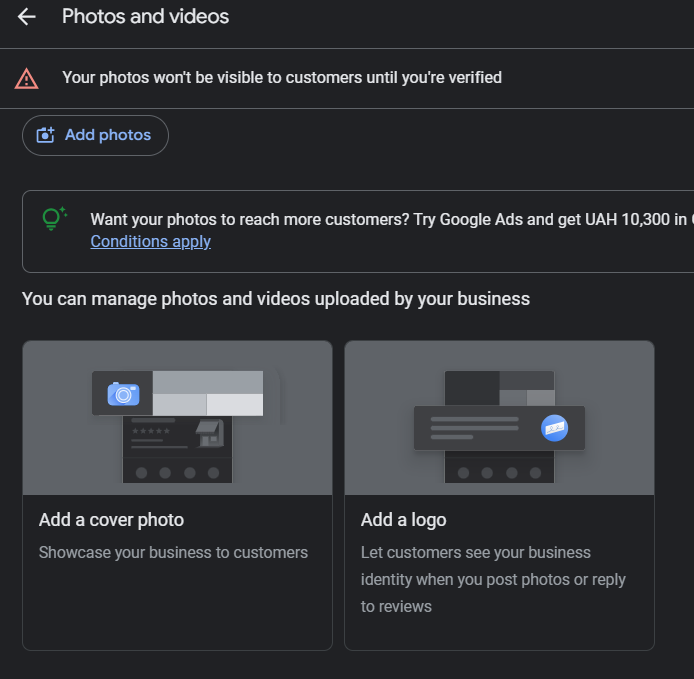 Photos and videos
Your photos won't be visible to customers until you're verified
Add photos
Want your photos to reach more customers? Try Google Ads and get UAH 10,300 in
Conditions apply
You can manage photos and videos uploaded by your business
Add a cover photo
Showcase your business to customers
Add a logo
Let customers see your business
identity when you post photos or reply
to reviews